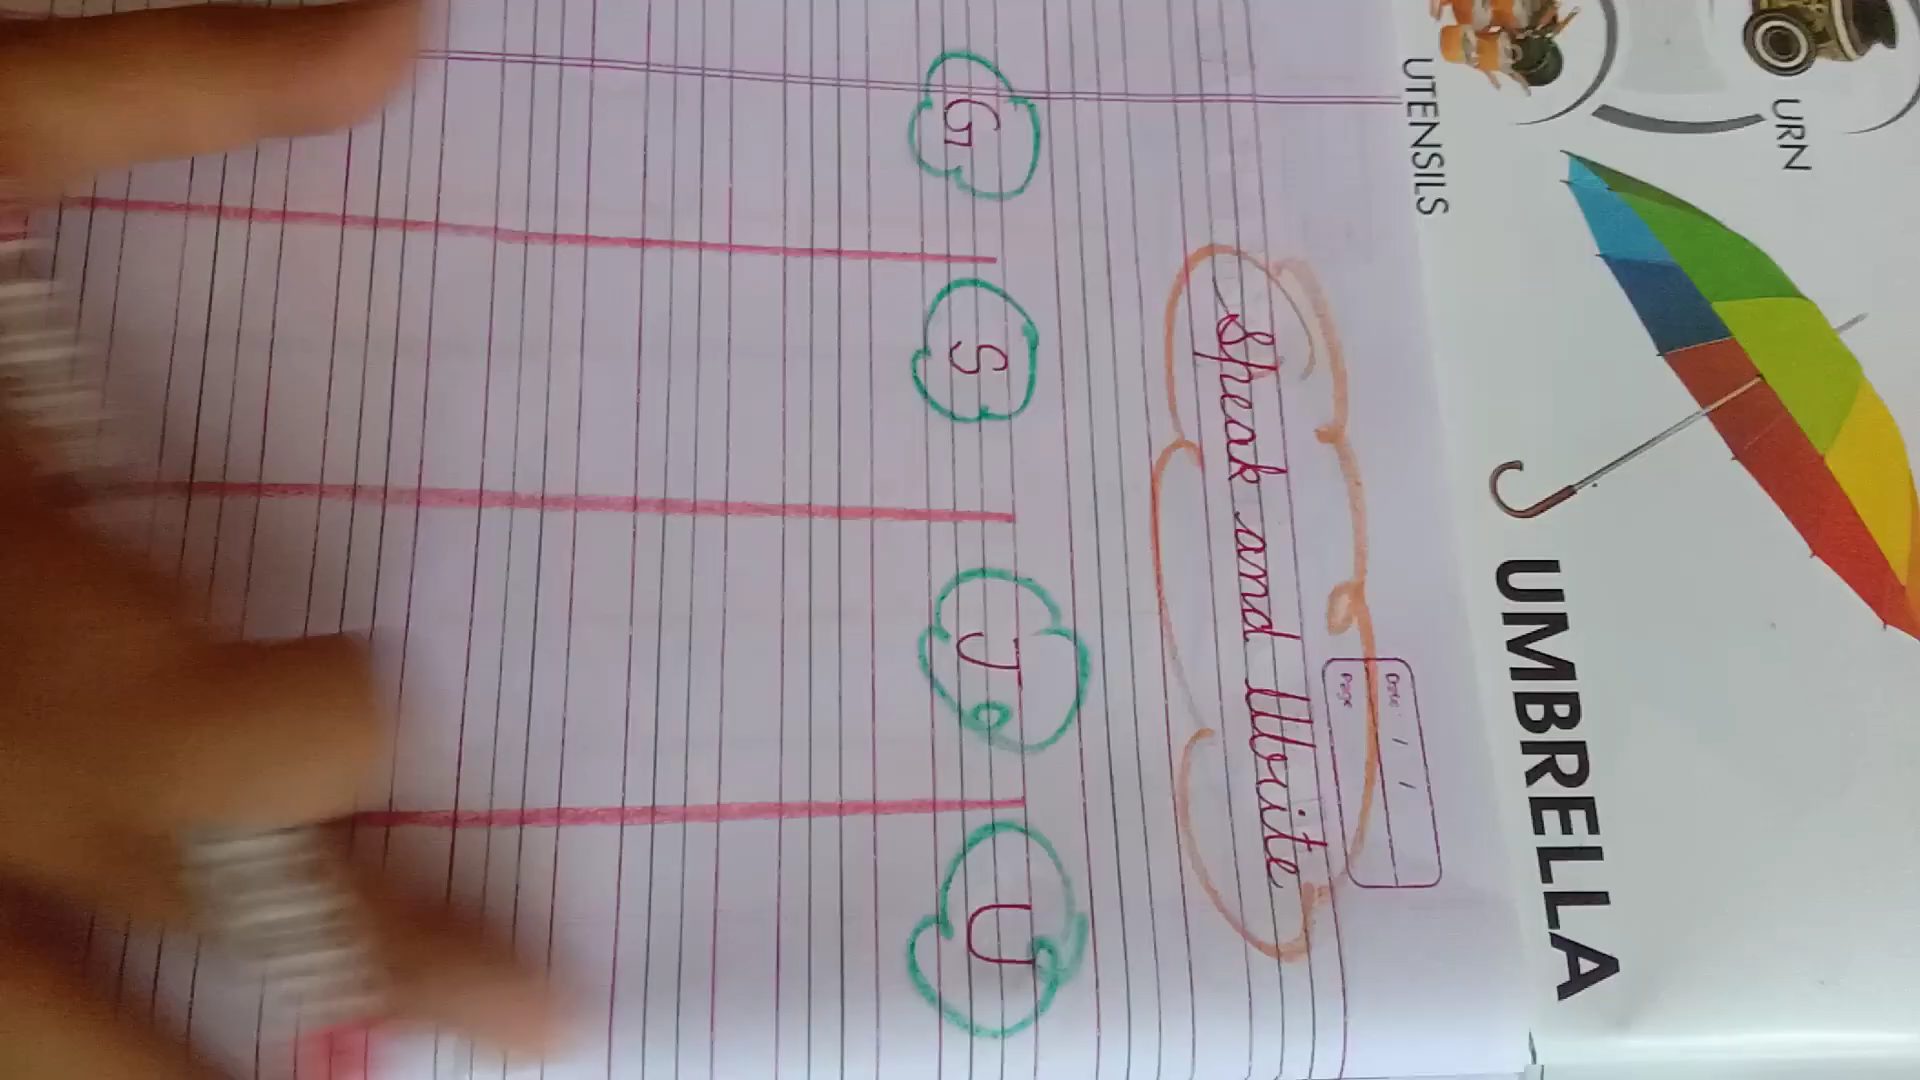 URN
UTENSILS
UMBRELLA
Date / /
Page
Speak and Write
G S J U